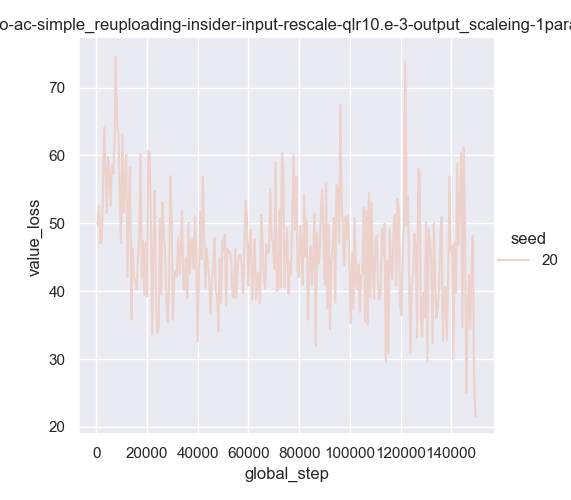 o-ac-simple_reuploading-insider-input-rescale-qlr10.e-3-output_scaleing-1para
70
60
50
40
30
20
value_loss
0 20000 40000 60000 80000 100000 120000 140000
global_step
seed
20